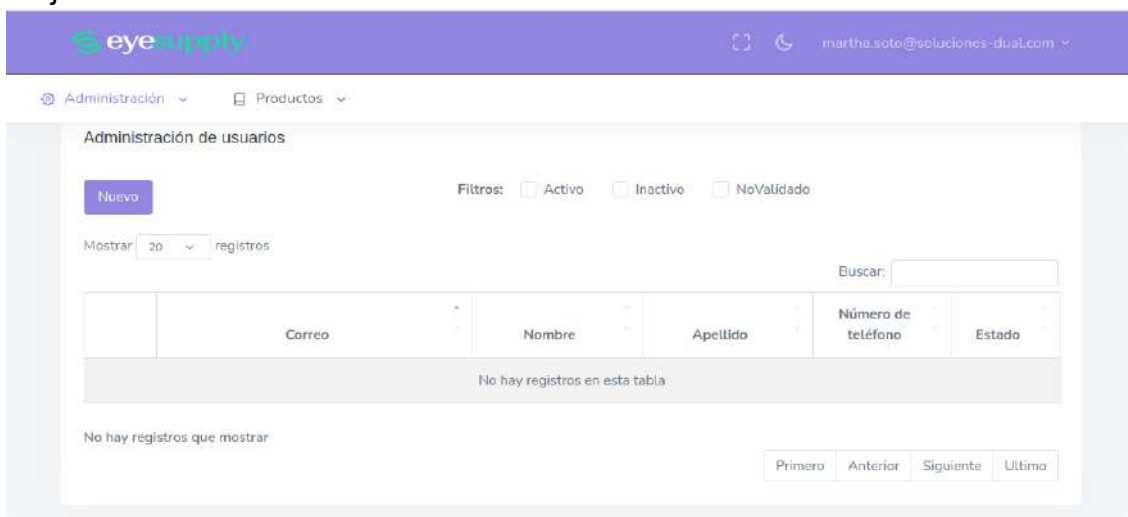 eyesupply.
martha.soto@soluciones-dual.com
Administración
Productos
Administración de usuarios
Nuevo
Filtros: Activo Inactivo NoValidado
Mostrar 20 registros
Buscar:
Correo Nombre Apellido Número de teléfono Estado
No hay registros en esta tabla
No hay registros que mostrar
Primero Anterior Siguiente Ultimo